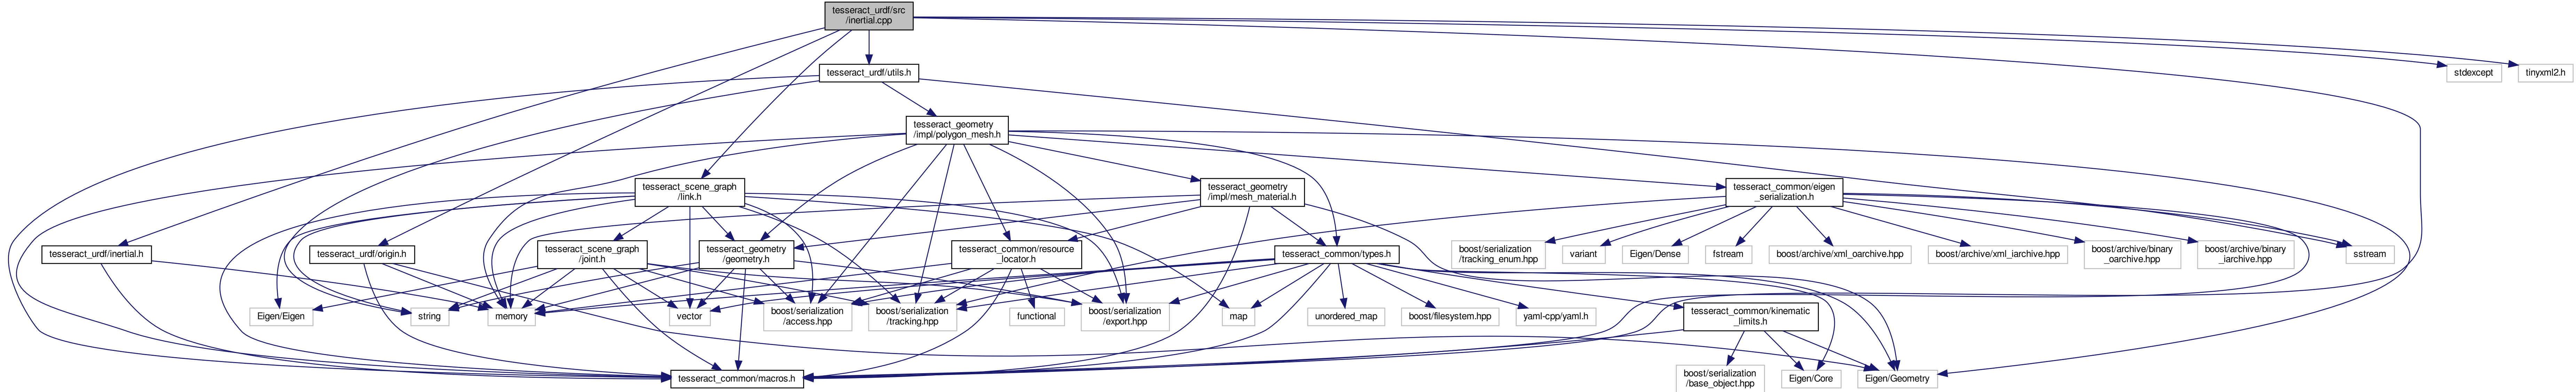 tesseract_urdf/src
/inertial.cpp
tesseract_urdf/utils.h
stdexcept
tinyxml2.h
tesseract_geometry
/impl/polygon_mesh.h
tesseract_scene_graph
/link.h
tesseract_geometry
/impl/mesh_material.h
tesseract_common/eigen
_serialization.h
tesseract_urdf/inertial.h
tesseract_urdf/origin.h
tesseract_scene_graph
/joint.h
tesseract_geometry
/geometry.h
tesseract_common/resource
_locator.h
tesseract_common/types.h
boost/serialization
/tracking_enum.hpp
variant
Eigen/Dense
fstream
boost/archive/xml_oarchive.hpp
boost/archive/xml_iarchive.hpp
boost/archive/binary
_oarchive.hpp
boost/archive/binary
_iarchive.hpp
sstream
Eigen/Eigen
string
memory
vector
boost/serialization
/access.hpp
boost/serialization
/tracking.hpp
functional
boost/serialization
/export.hpp
map
unordered_map
boost/filesystem.hpp
yaml-cpp/yaml.h
tesseract_common/kinematic
_limits.h
tesseract_common/macros.h
boost/serialization
/base_object.hpp
Eigen/Core
Eigen/Geometry